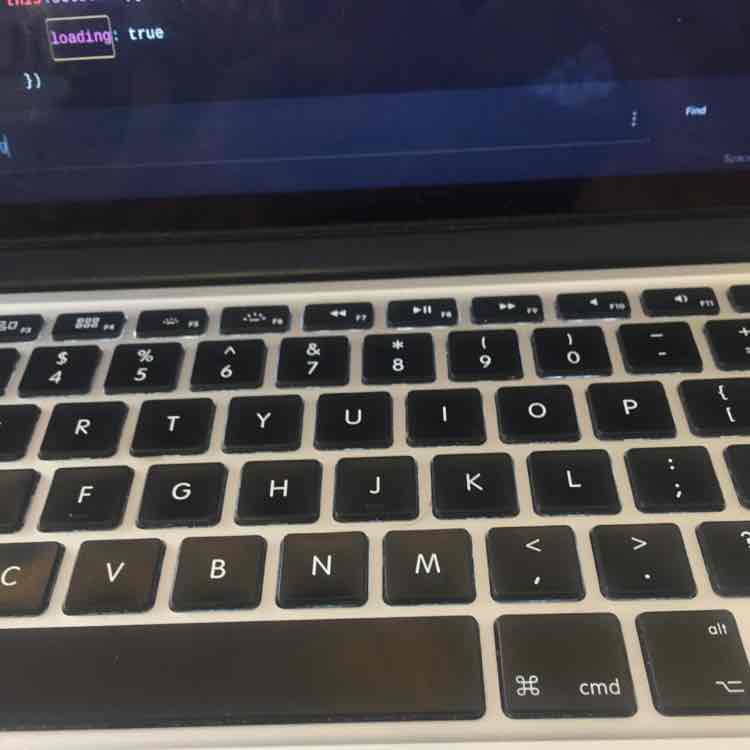 loading: true
})
Find
F3 F4 F5 F6 F7 F8 F9 F10 F11
$ % ^ & * ( ) — +
4 5 6 7 8 9 0 -
R T Y U I O P { [
F G H J K L : ;
C V B N M < , > . ?
alt
⌘ cmd ⌥